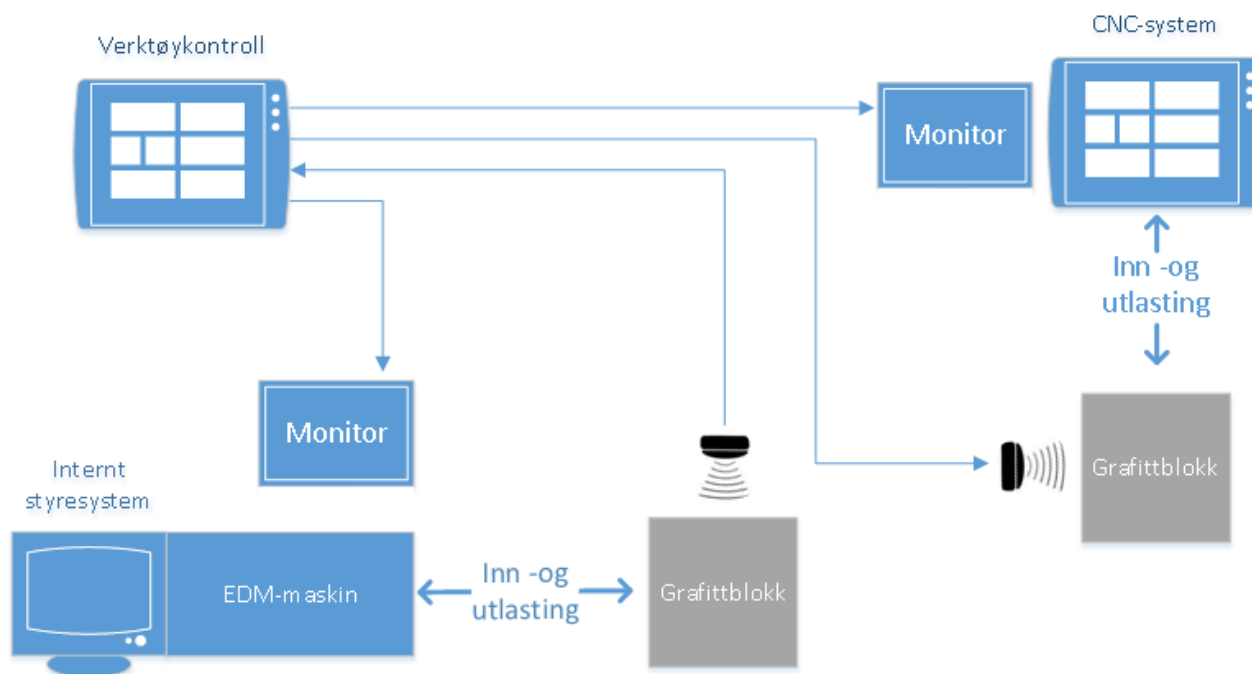 CNC-system
Verktøykontroll
Monitor
Inn -og
utlasting
Monitor
Internt
styresystem
Grafittblokk
EDM-maskin
Inn -og
utlasting
Grafittblokk